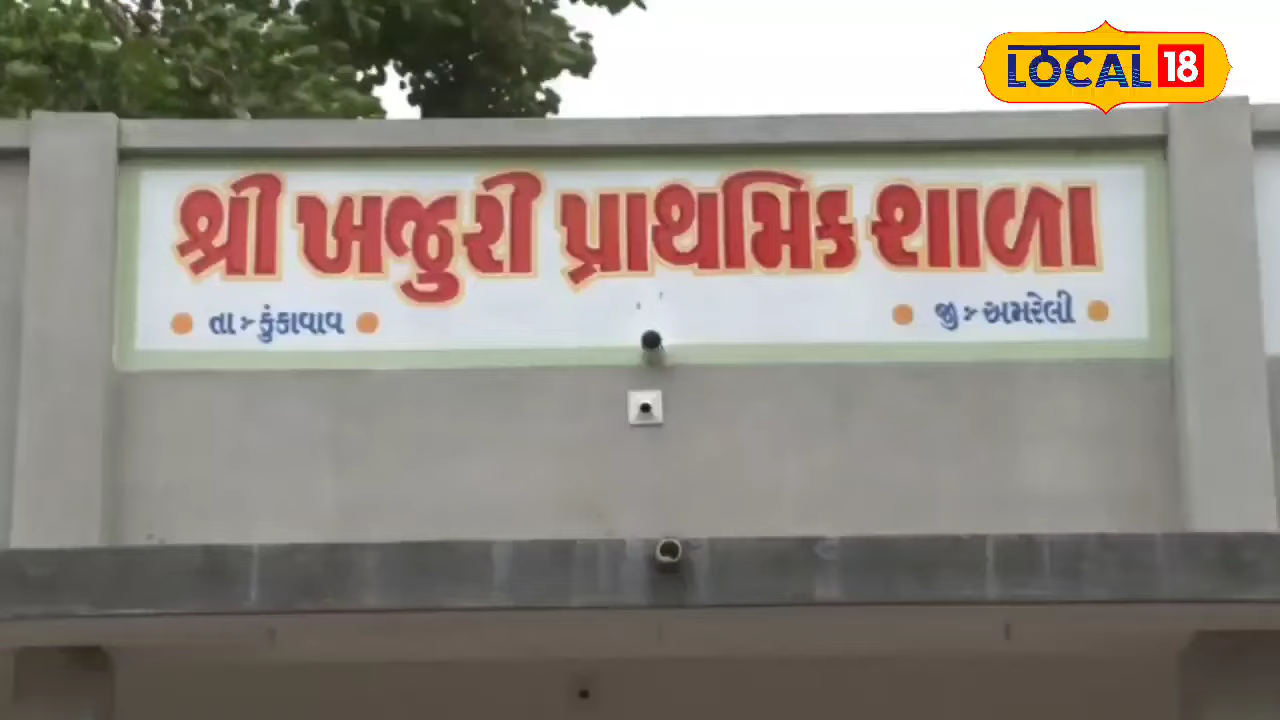 LOCAL 18
શ્રી ખજુરી પ્રાથમિક શાળા
તા:- કુંકાવાવ જી:- અમરેલી